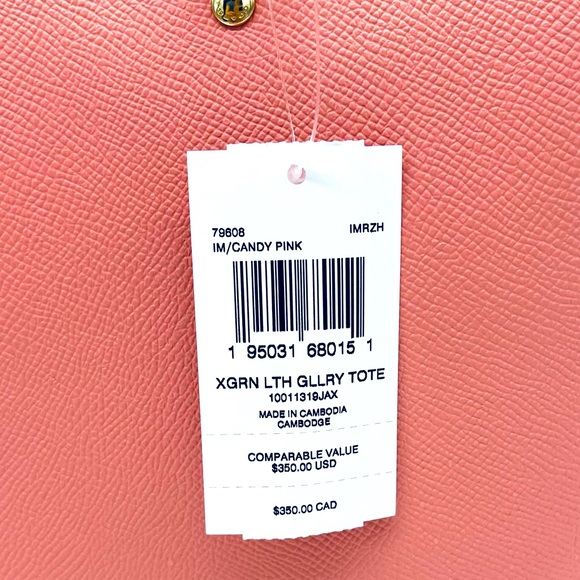 79608 IMRZH
IM/CANDY PINK
1 95031 68015 1
XGRN LTH GLLRY TOTE
10011319JAX
MADE IN CAMBODIA
CAMBODGE
COMPARABLE VALUE
$350.00 USD
$350.00 CAD